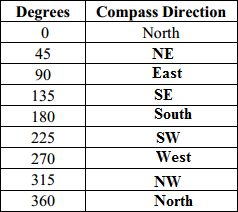 Degrees Compass Direction
0 North
45 NE
90 East
135 SE
180 South
225 SW
270 West
315 NW
360 North